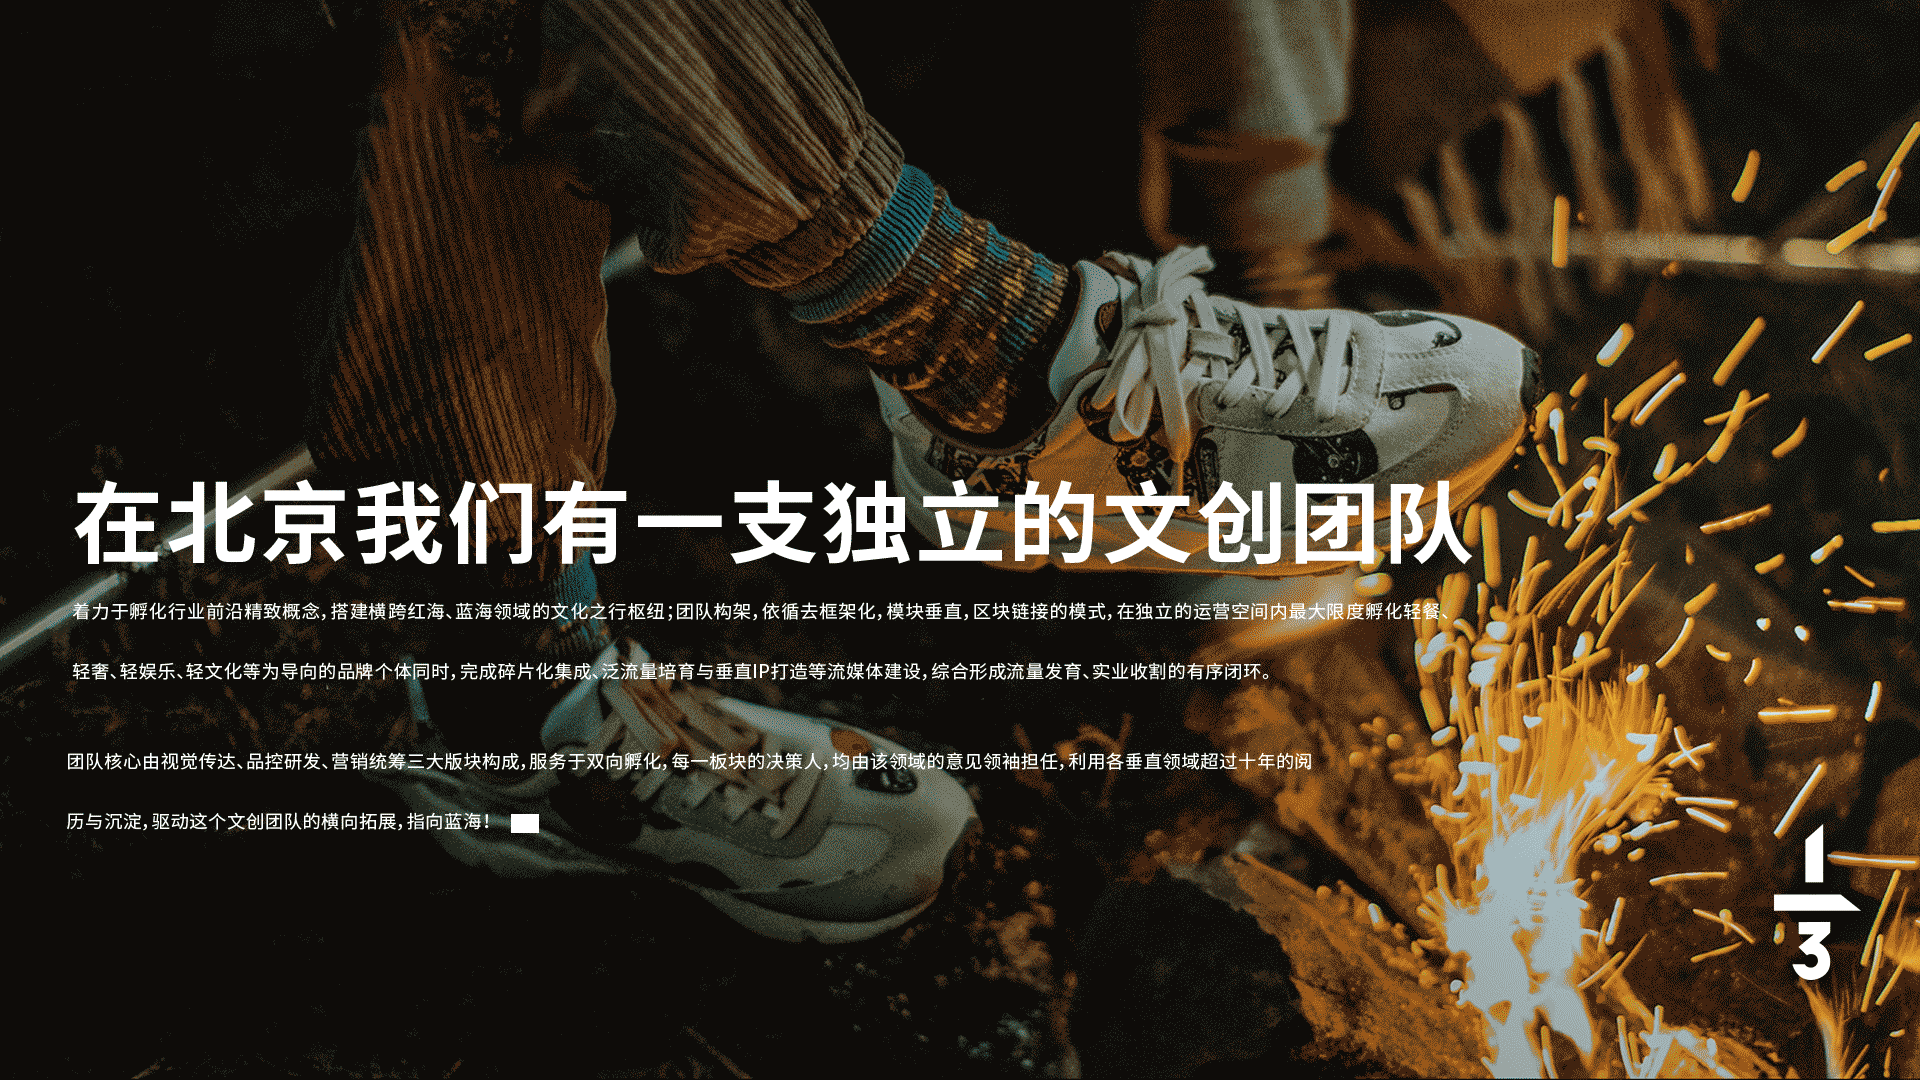 在北京我们有一支独立的文创团队
着力于孵化行业前沿精致概念，搭建横跨红海、蓝海领域的文化之行枢纽；团队构架，依循去框架化，模块垂直，区块链接的模式，在独立的运营空间内最大限度孵化轻餐、
轻奢、轻娱乐、轻文化等为导向的品牌个体同时，完成碎片化集成、泛流量培育与垂直IP打造等流媒体建设，综合形成流量发育、实业收割的有序闭环。
团队核心由视觉传达、品控研发、营销统筹三大版块构成，服务于双向孵化，每一板块的决策人，均由该领域的意见领袖担任，利用各垂直领域超过十年的阅
历与沉淀，驱动这个文创团队的横向拓展，指向蓝海！
1
3